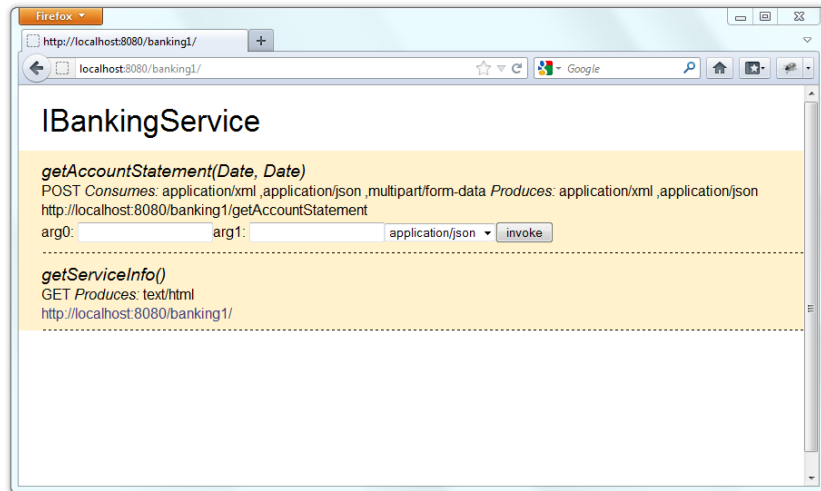 Firefox
http://localhost:8080/banking1/
localhost:8080/banking1/
Google
IBankingService
getAccountStatement(Date, Date)
POST Consumes: application/xml ,application/json ,multipart/form-data Produces: application/xml ,application/json
http://localhost:8080/banking1/getAccountStatement
arg0: arg1: application/json invoke
getServiceInfo()
GET Produces: text/html
http://localhost:8080/banking1/